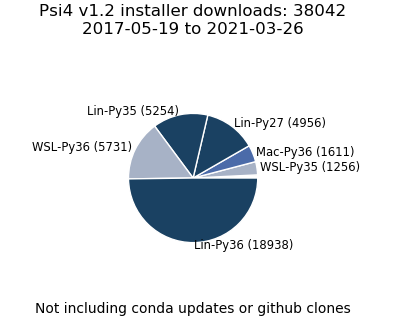 Psi4 v1.2 installer downloads: 38042
2017-05-19 to 2021-03-26
Lin-Py35 (5254)
Lin-Py27 (4956)
WSL-Py36 (5731)
Mac-Py36 (1611)
WSL-Py35 (1256)
Lin-Py36 (18938)
Not including conda updates or github clones